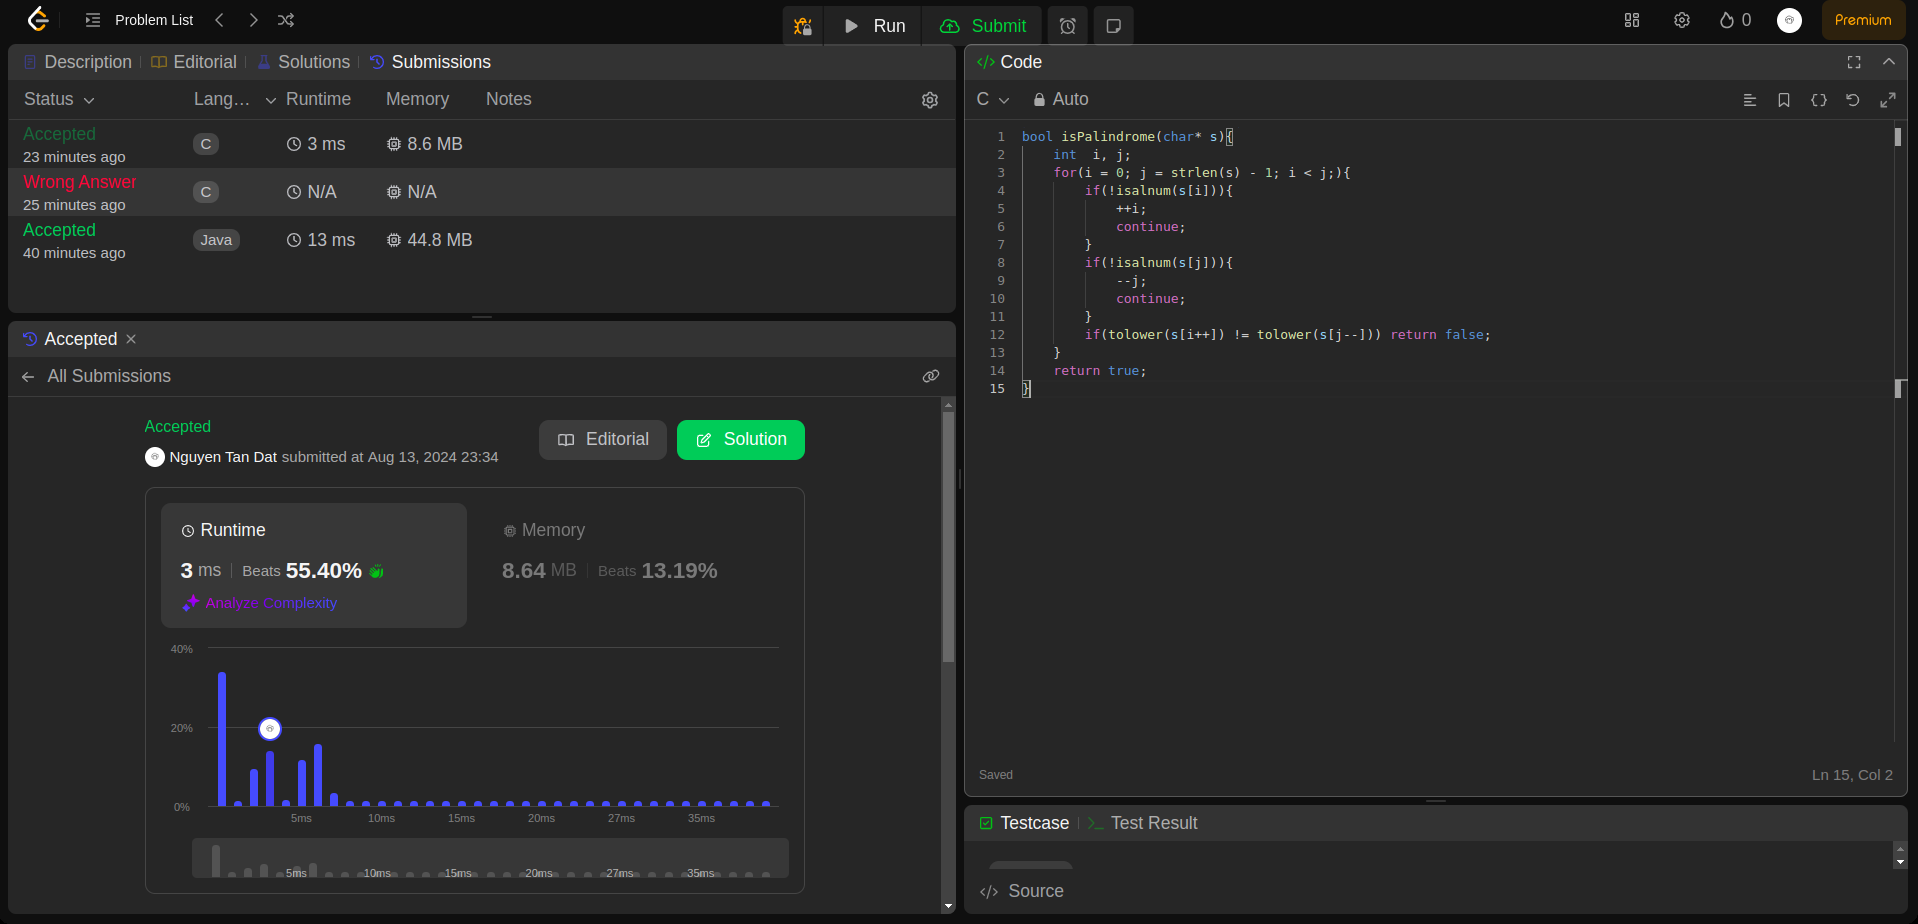 Problem List
Run
Submit
0
Premium
Description
Editorial
Solutions
Submissions
Status
Lang...
Runtime
Memory
Notes
Accepted
23 minutes ago
C
3 ms
8.6 MB
Wrong Answer
25 minutes ago
C
N/A
N/A
Accepted
40 minutes ago
Java
13 ms
44.8 MB
Accepted
All Submissions
Accepted
Nguyen Tan Dat submitted at Aug 13, 2024 23:34
Editorial
Solution
Runtime
3 ms Beats 55.40%
Analyze Complexity
Memory
8.64 MB Beats 13.19%
40%
20%
0%
5ms 10ms 15ms 20ms 27ms 35ms
5ms 10ms 15ms 20ms 27ms 35ms
</> Code
C
Auto
1 bool isPalindrome(char* s){
2 int  i, j;
3 for(i = 0; j = strlen(s) - 1; i < j;){
4 if(!isalnum(s[i])){
5 ++i;
6 continue;
7 }
8 if(!isalnum(s[j])){
9 --j;
10 continue;
11 }
12 if(tolower(s[i++]) != tolower(s[j--])) return false;
13 }
14 return true;
15 }
Saved
Ln 15, Col 2
Testcase
Test Result
</> Source